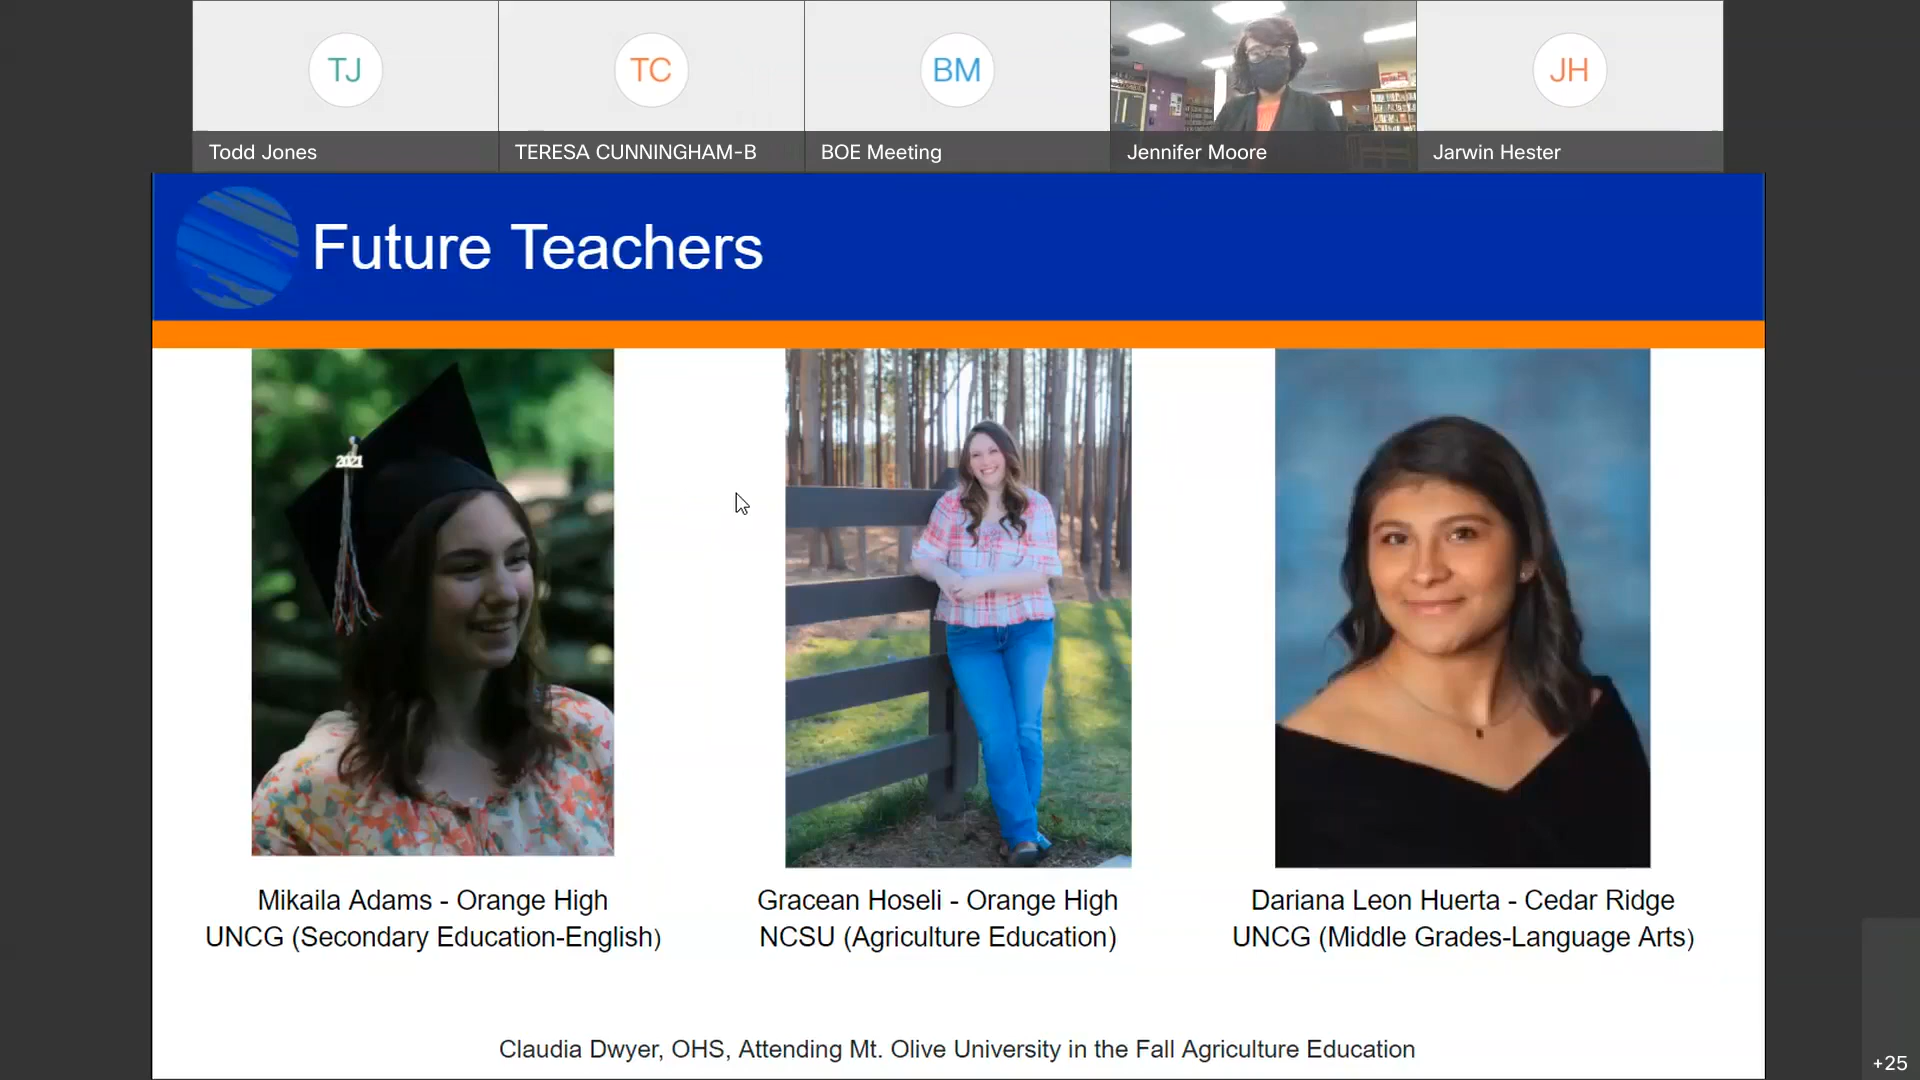 TJ
TC
BM
JH
Todd Jones
TERESA CUNNINGHAM-B
BOE Meeting
Jennifer Moore
Jarwin Hester
Future Teachers
2021
Mikaila Adams - Orange High
UNCG (Secondary Education-English)
Gracean Hoseli - Orange High
NCSU (Agriculture Education)
Dariana Leon Huerta - Cedar Ridge
UNCG (Middle Grades-Language Arts)
Claudia Dwyer, OHS, Attending Mt. Olive University in the Fall Agriculture Education
+25